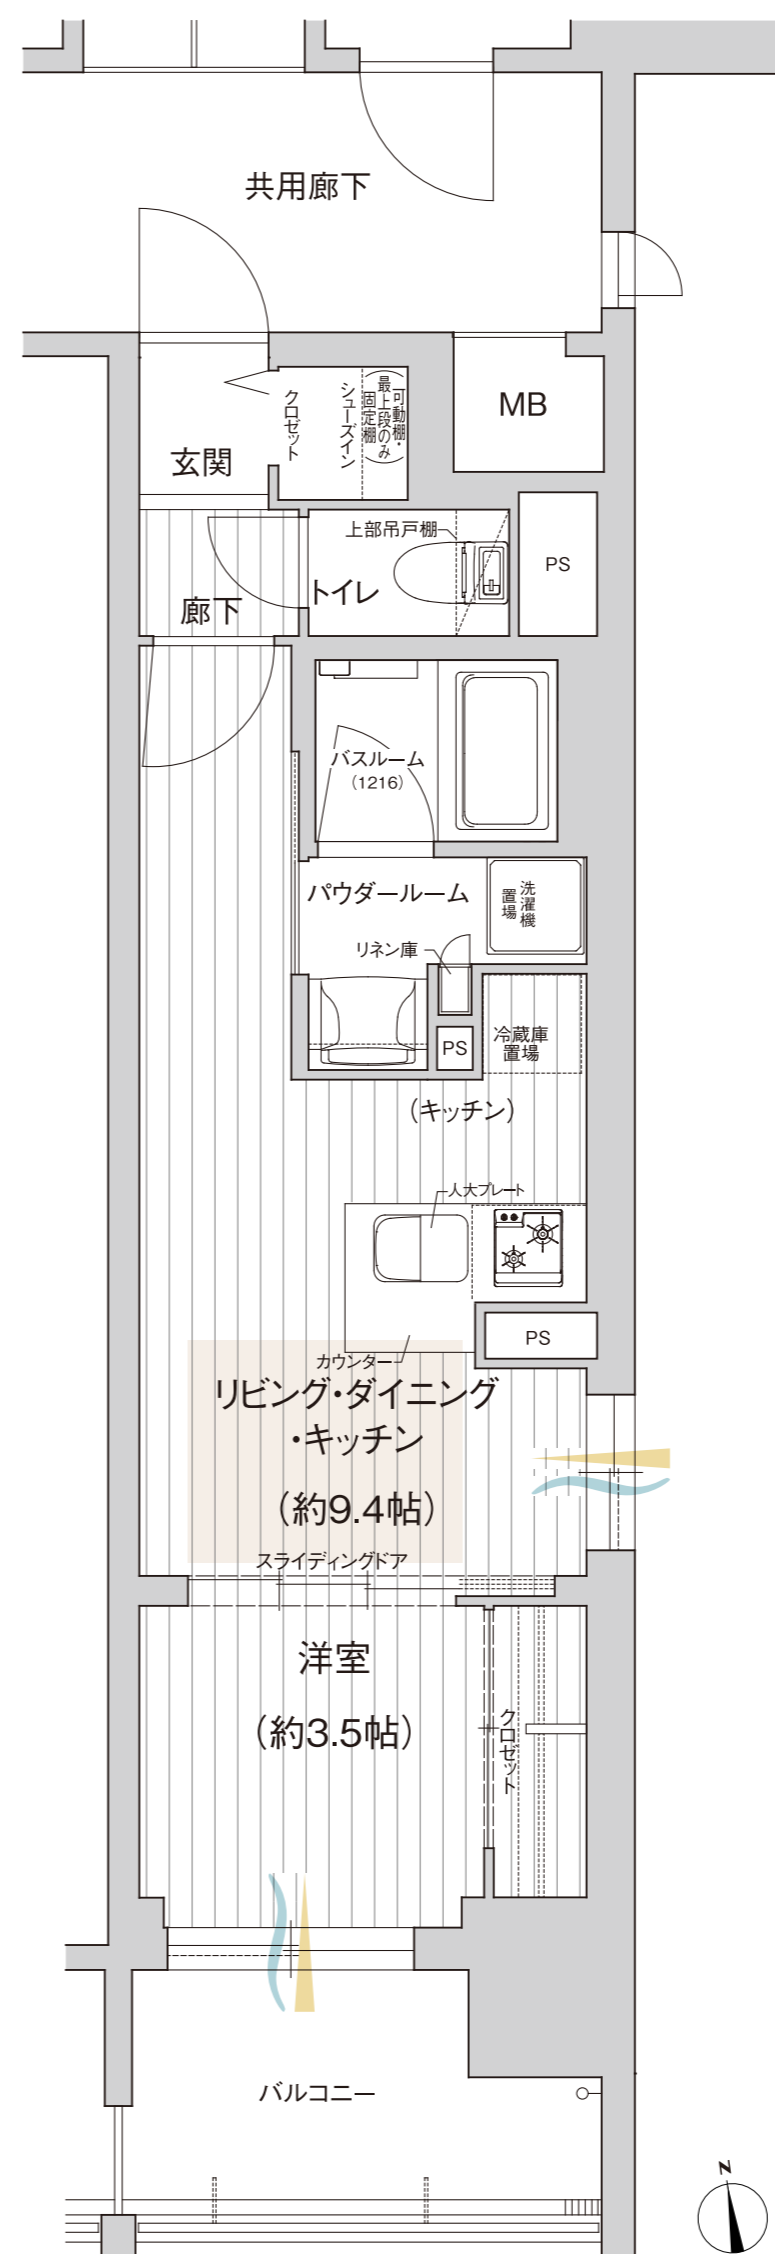 共用廊下
MB
クロゼット
シューズイン
(可動棚・
最上段のみ
固定棚)
玄関
上部吊戸棚
PS
トイレ
廊下
バスルーム
(1216)
パウダールーム
洗濯機
置場
リネン庫
PS
冷蔵庫
置場
(キッチン)
人大プレート
PS
カウンター
リビング・ダイニング
・キッチン
(約9.4帖)
スライディングドア
洋室
(約3.5帖)
クロゼット
バルコニー
N